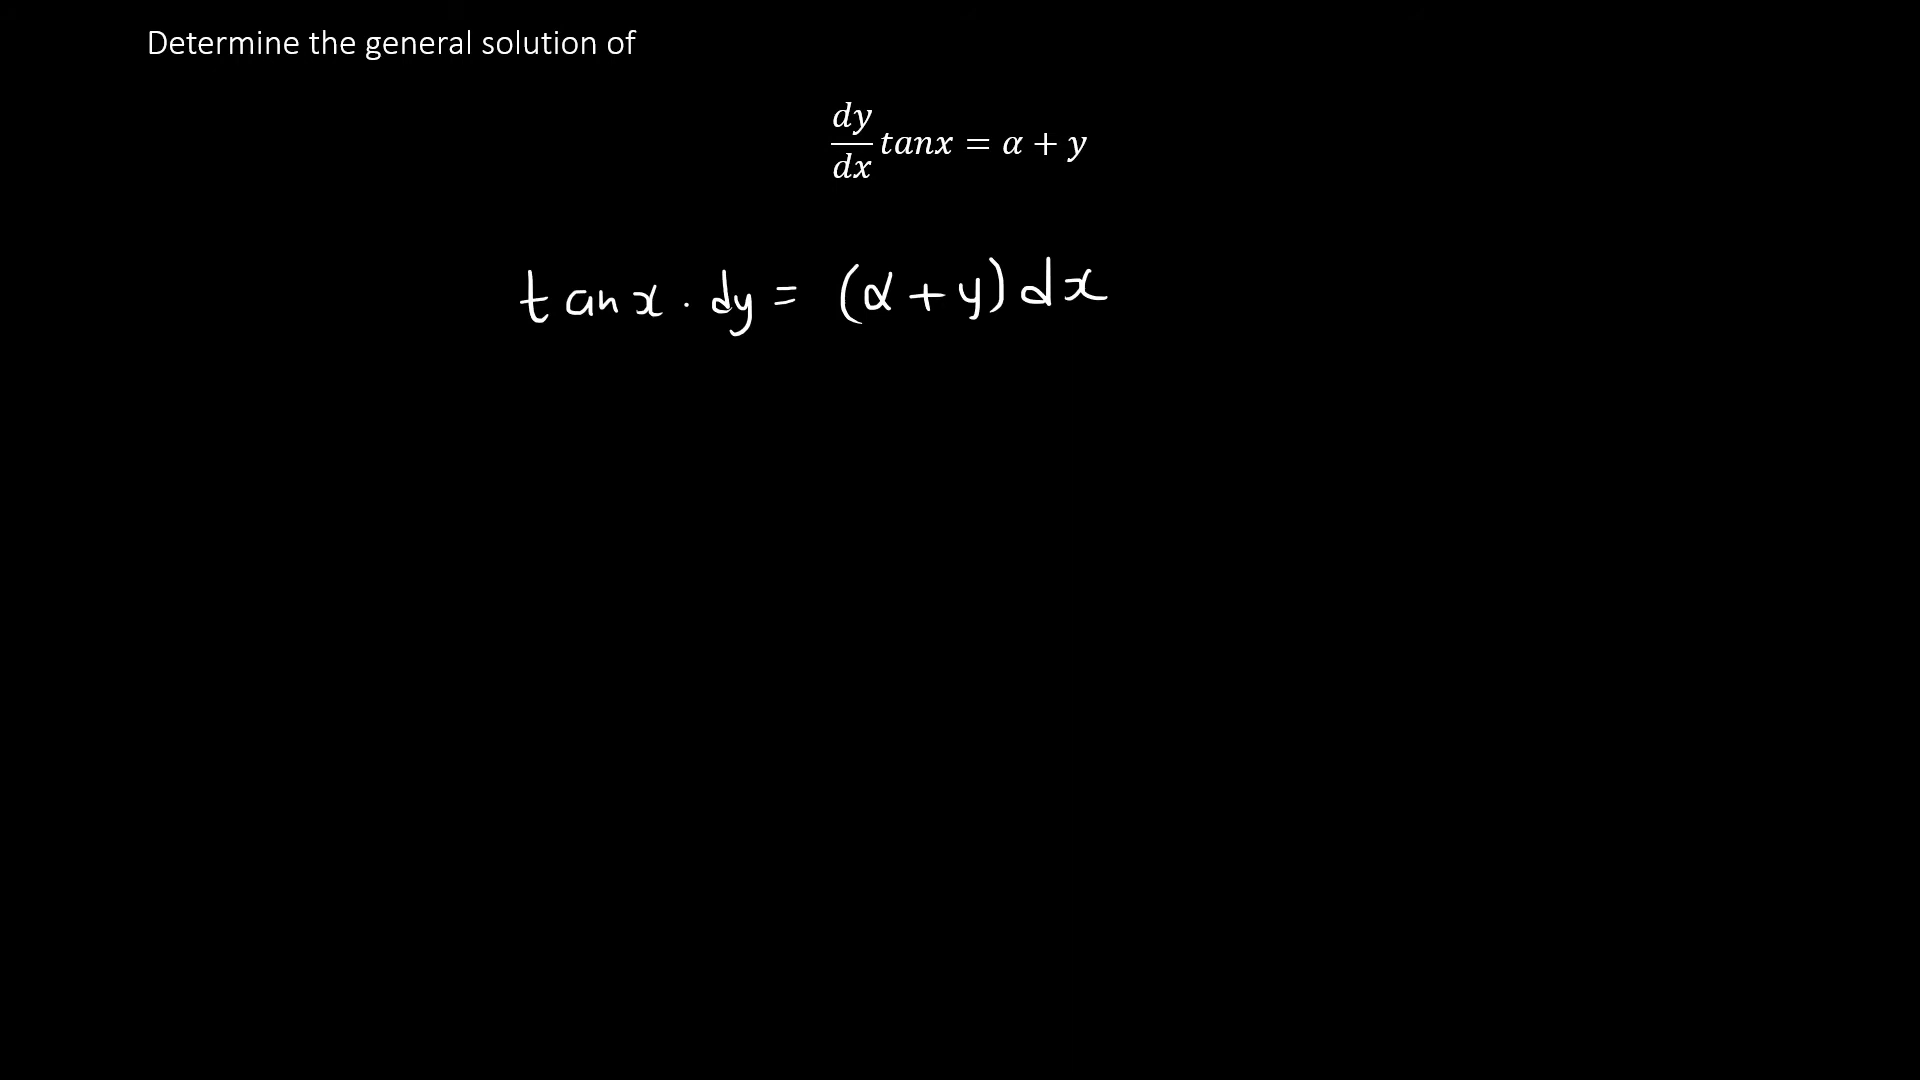 Determine the general solution of
dy/dx tanx = α + y
tan x . dy = (α + y) dx